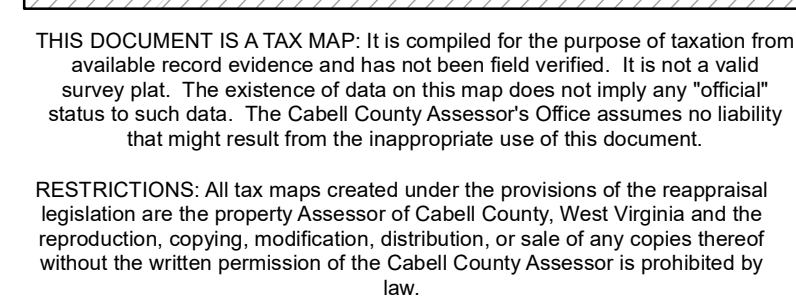 THIS DOCUMENT IS A TAX MAP: It is compiled for the purpose of taxation from
available record evidence and has not been field verified.  It is not a valid
survey plat.  The existence of data on this map does not imply any "official"
status to such data.  The Cabell County Assessor's Office assumes no liability
that might result from the inappropriate use of this document.
RESTRICTIONS: All tax maps created under the provisions of the reappraisal
legislation are the property Assessor of Cabell County, West Virginia and the
reproduction, copying, modification, distribution, or sale of any copies thereof
without the written permission of the Cabell County Assessor is prohibited by
law.